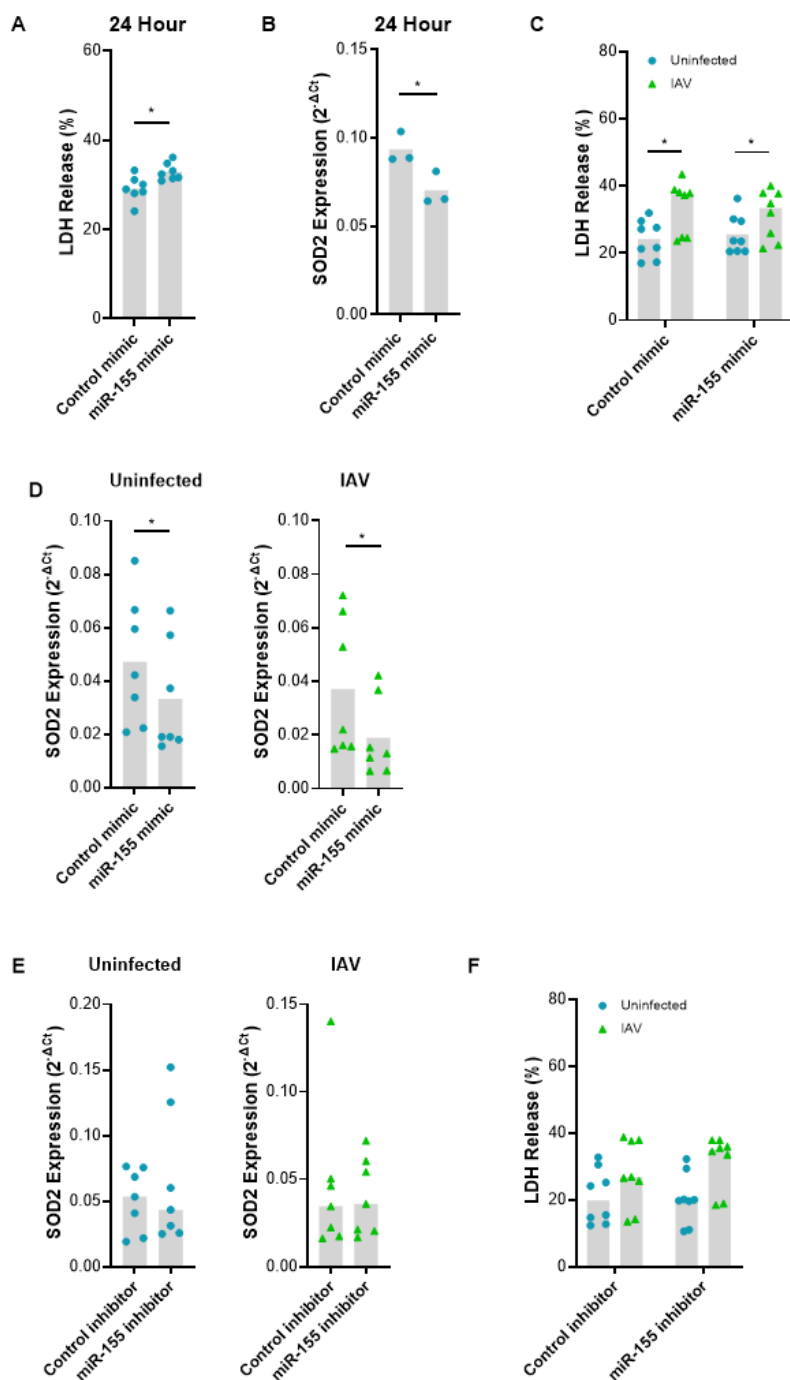 A
24 Hour
LDH Release (%)
60
40
20
0
*
Control mimic
miR-155 mimic
B
24 Hour
SOD2 Expression (2^-ΔCt)
0.15
0.10
0.05
0.00
*
Control mimic
miR-155 mimic
C
Uninfected
IAV
LDH Release (%)
80
60
40
20
0
*
*
Control mimic
miR-155 mimic
D
Uninfected
SOD2 Expression (2^-ΔCt)
0.10
0.08
0.06
0.04
0.02
0.00
*
Control mimic
miR-155 mimic
IAV
SOD2 Expression (2^-ΔCt)
0.10
0.08
0.06
0.04
0.02
0.00
*
Control mimic
miR-155 mimic
E
Uninfected
SOD2 Expression (2^-ΔCt)
0.20
0.15
0.10
0.05
0.00
Control inhibitor
miR-155 inhibitor
IAV
SOD2 Expression (2^-ΔCt)
0.15
0.10
0.05
0.00
Control inhibitor
miR-155 inhibitor
F
Uninfected
IAV
LDH Release (%)
80
60
40
20
0
Control inhibitor
miR-155 inhibitor